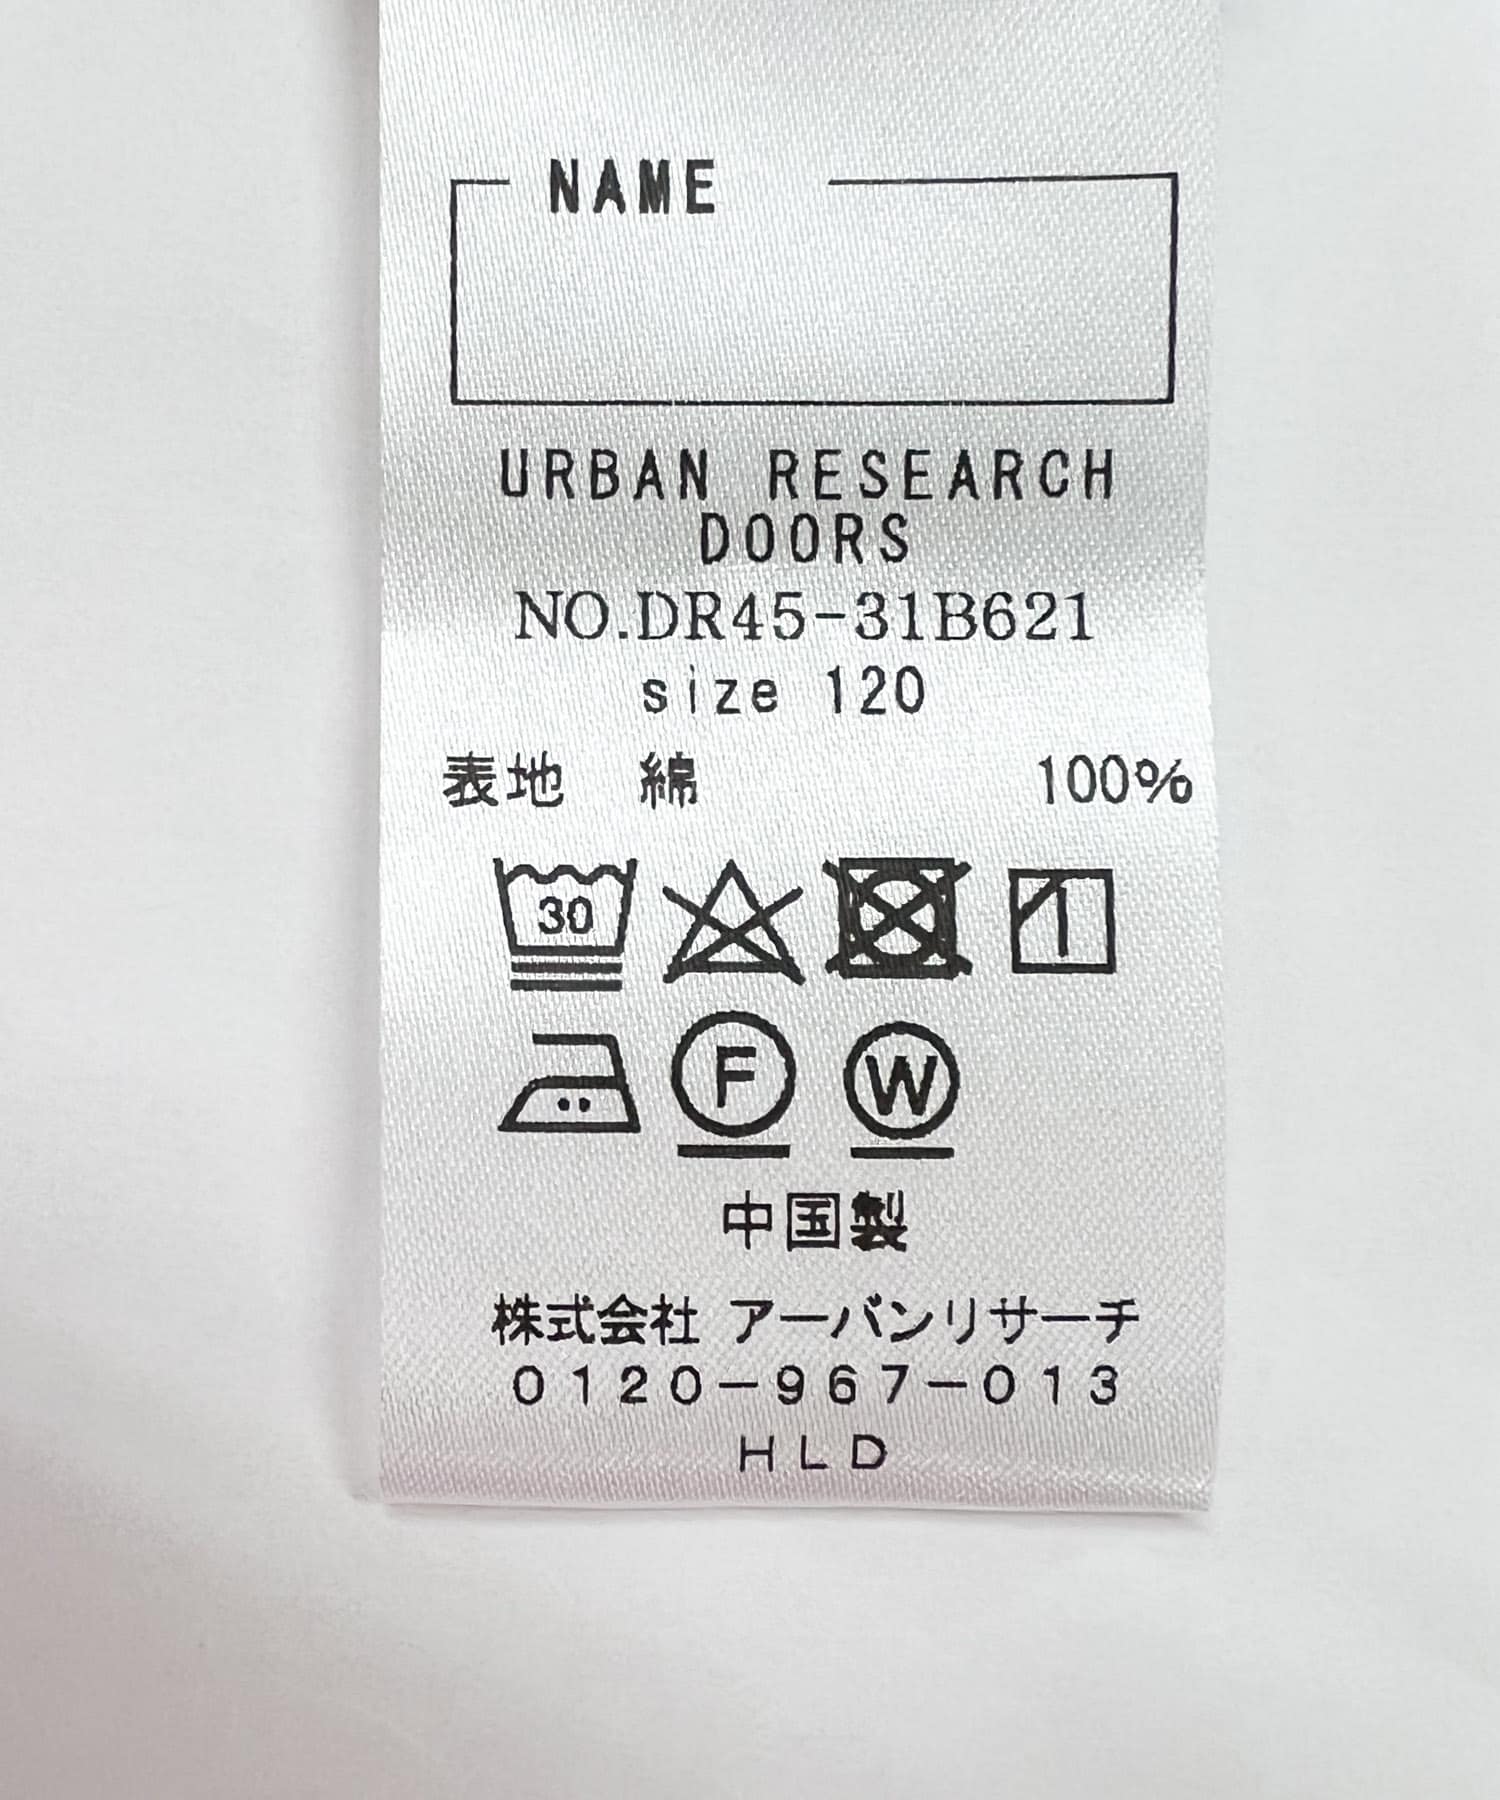 NAME
URBAN RESEARCH
DOORS
NO.DR45-31B621
size 120
表地 綿 100%
30
F W
中国製
株式会社 アーバンリサーチ
0120-967-013
HLD